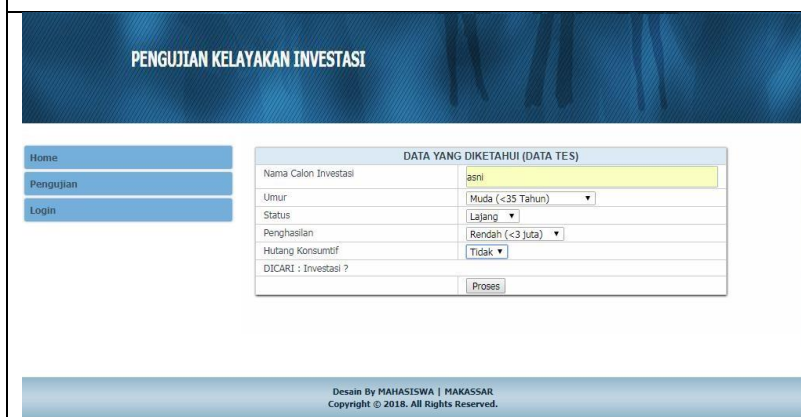 PENGUJIAN KELAYAKAN INVESTASI
Home
Pengujian
Login
DATA YANG DIKETAHUI (DATA TES)
Nama Calon Investasi asni
Umur Muda (<35 Tahun)
Status Lajang
Penghasilan Rendah (<3 juta)
Hutang Konsumtif Tidak
DICARI : Investasi ?
Proses
Desain By MAHASISWA | MAKASSAR
Copyright © 2018. All Rights Reserved.